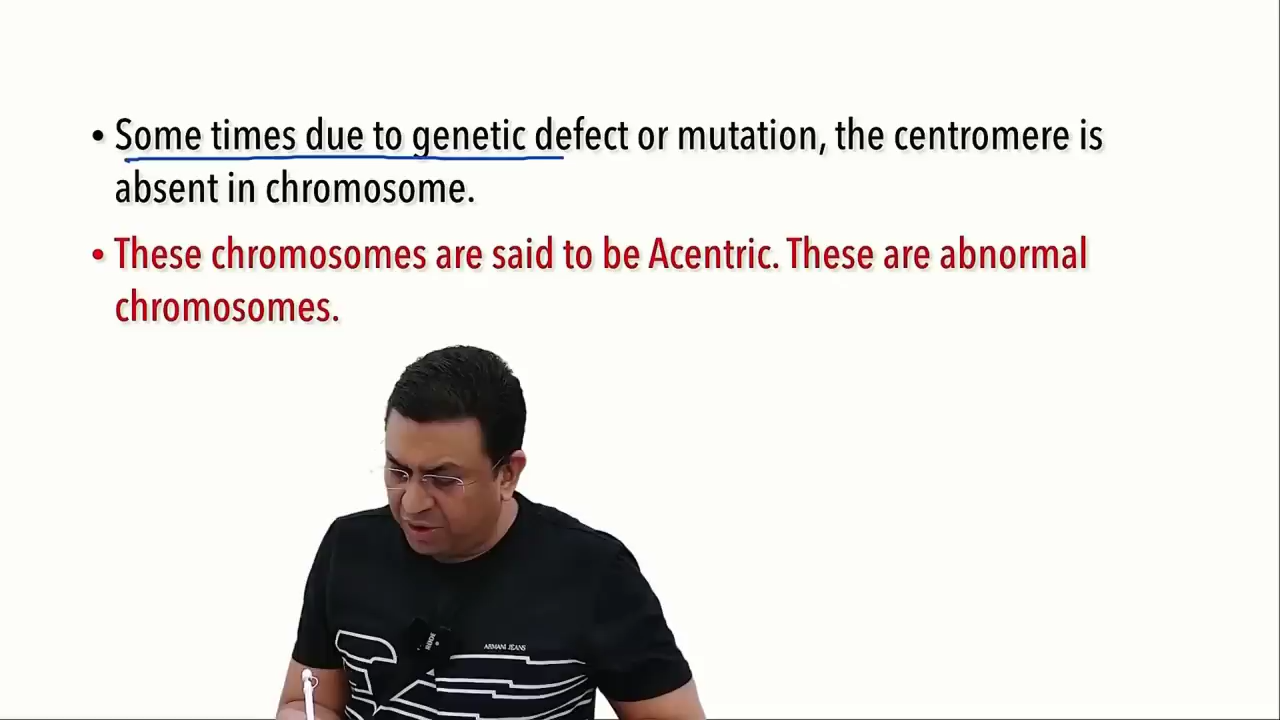 • Some times due to genetic defect or mutation, the centromere is
absent in chromosome.
• These chromosomes are said to be Acentric. These are abnormal
chromosomes.
RODE
ARMANI JEANS